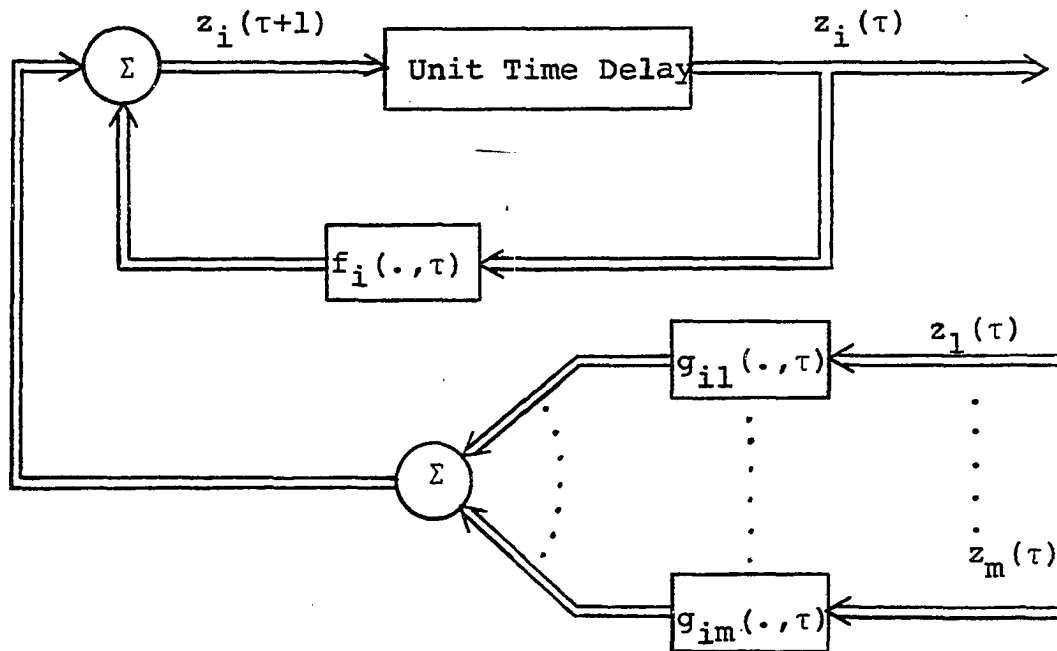 z_i(τ+1)
z_i(τ)
Σ
Unit Time Delay
f_i(.,τ)
z_1(τ)
g_i1(.,τ)
Σ
z_m(τ)
g_im(.,τ)